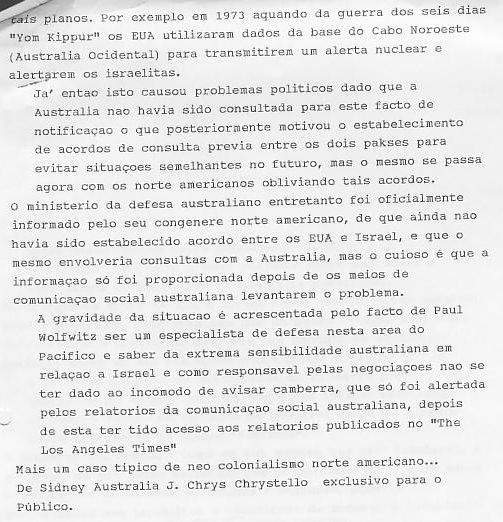 tais planos. Por exemplo em 1973 aquando da guerra dos seis dias
"Yom Kippur" os EUA utilizaram dados da base do Cabo Noroeste
(Australia Ocidental) para transmitirem um alerta nuclear e
alertarem os israelitas.
Ja' entao isto causou problemas politicos dado que a
Australia nao havia sido consultada para este facto de
notificaçao o que posteriormente motivou o estabelecimento
de acordos de consulta previa entre os dois pakses para
evitar situaçoes semelhantes no futuro, mas o mesmo se passa
agora com os norte americanos obliviando tais acordos.
O ministerio da defesa australiano entretanto foi oficialmente
informado pelo seu congenere norte americano, de que ainda nao
havia sido estabelecido acordo entre os EUA e Israel, e que o
mesmo envolveria consultas com a Australia, mas o cuioso é que a
informaçao só foi proporcionada depois de os meios de
comunicaçao social australiana levantarem o problema.
A gravidade da situacao é acrescentada pelo facto de Paul
Wolfwitz ser um especialista de defesa nesta area do
Pacifico e saber da extrema sensibilidade australiana em
relaçao a Israel e como responsavel pelas negociaçoes nao se
ter dado ao incomodo de avisar camberra, que só foi alertada
pelos relatorios da comunicaçao social australiana, depois
de esta ter tido acesso aos relatorios publicados no "The
Los Angeles Times"
Mais um caso tipico de neo colonialismo norte americano...
De Sidney Australia J. Chrys Chrystello exclusivo para o
Público.